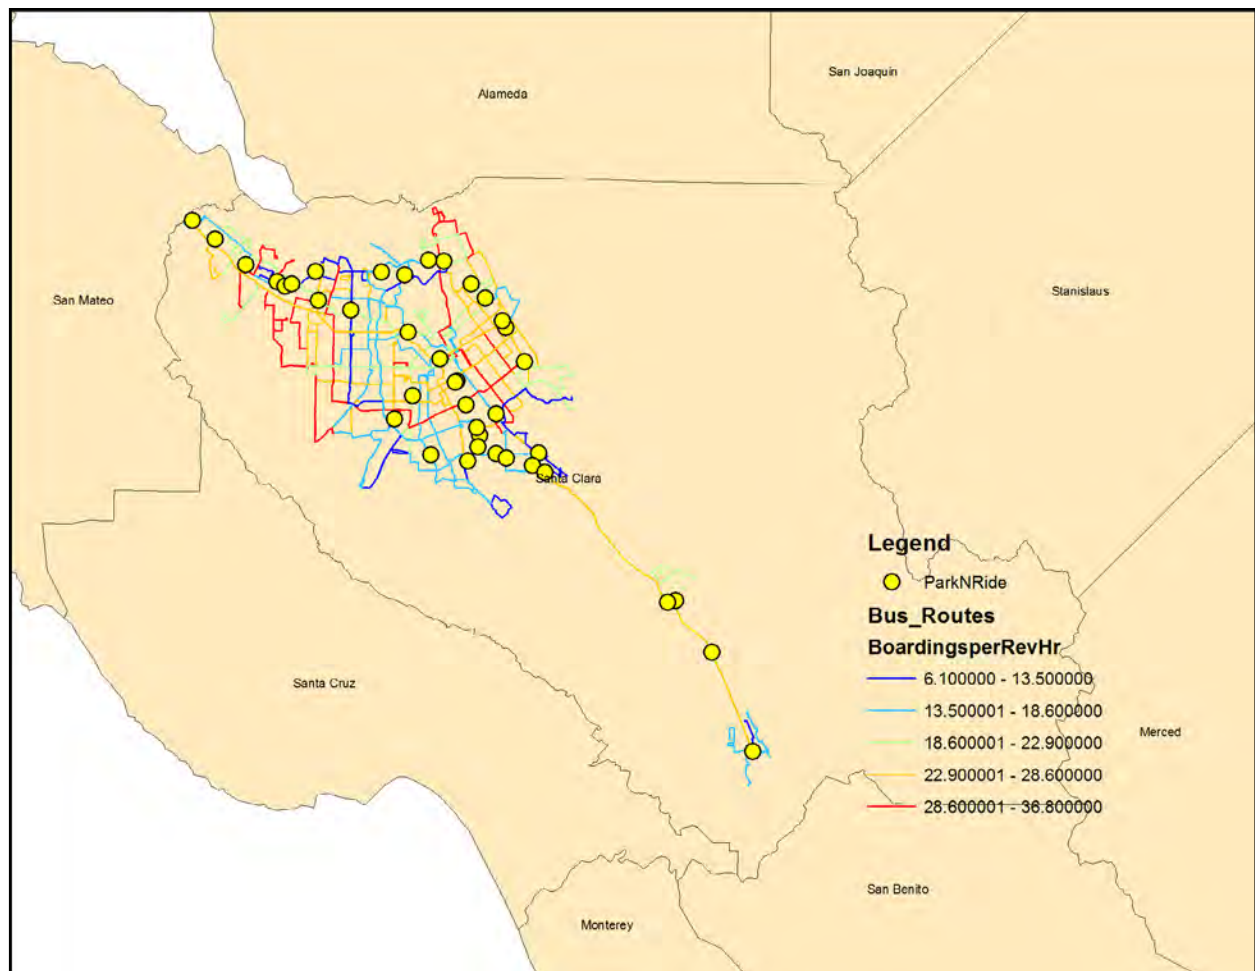 San Joaquin
Alameda
San Mateo
Stanislaus
Santa Clara
Legend
ParkNRide
Bus_Routes
BoardingsperRevHr
6.100000 - 13.500000
13.500001 - 18.600000
18.600001 - 22.900000
22.900001 - 28.600000
28.600001 - 36.800000
Santa Cruz
Merced
San Benito
Monterey